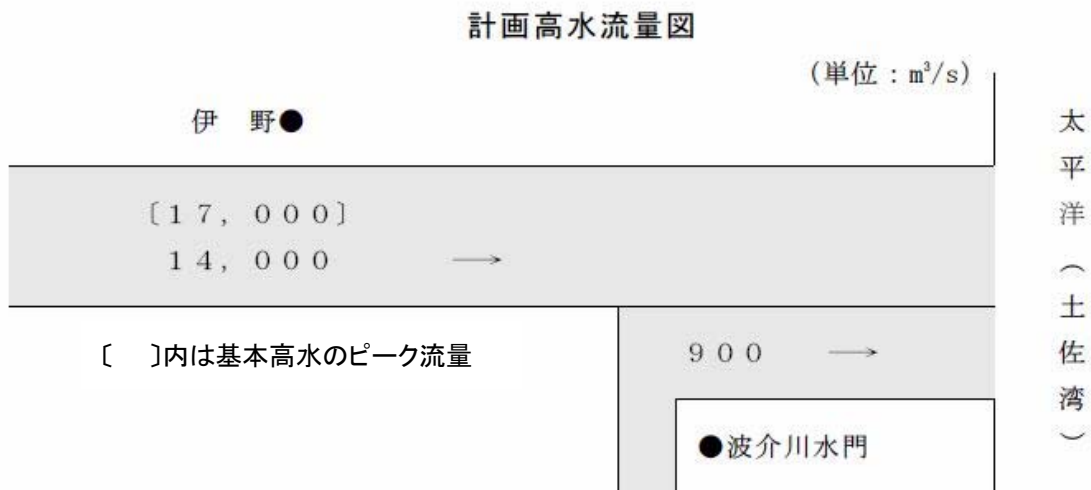 計画高水流量図
(単位：m³/s)
伊　野●
〔１７，０００〕
１４，０００　→
〔　〕内は基本高水のピーク流量
９００　→
●波介川水門
太平洋（土佐湾）